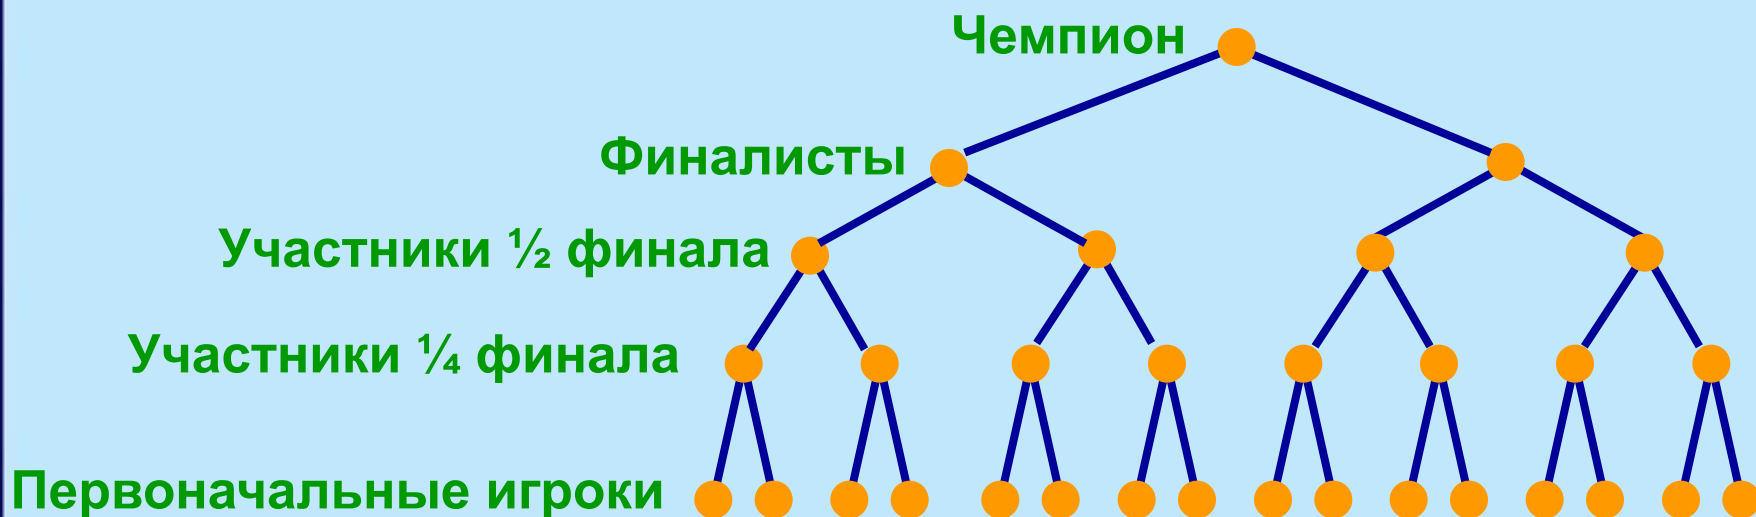 Чемпион
Финалисты
Участники ½ финала
Участники ¼ финала
Первоначальные игроки